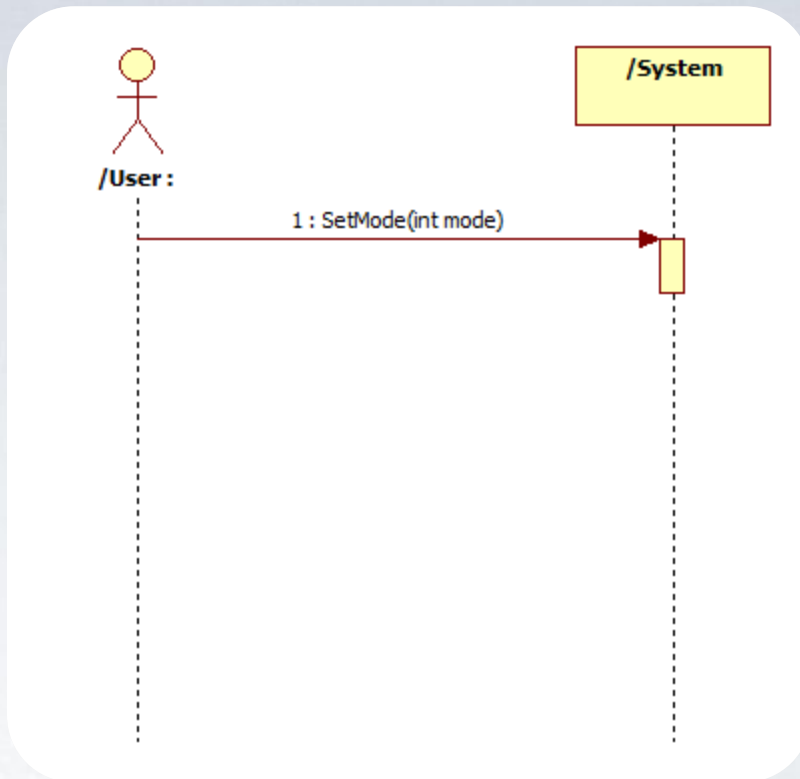 /System
/User :
1 : SetMode(int mode)